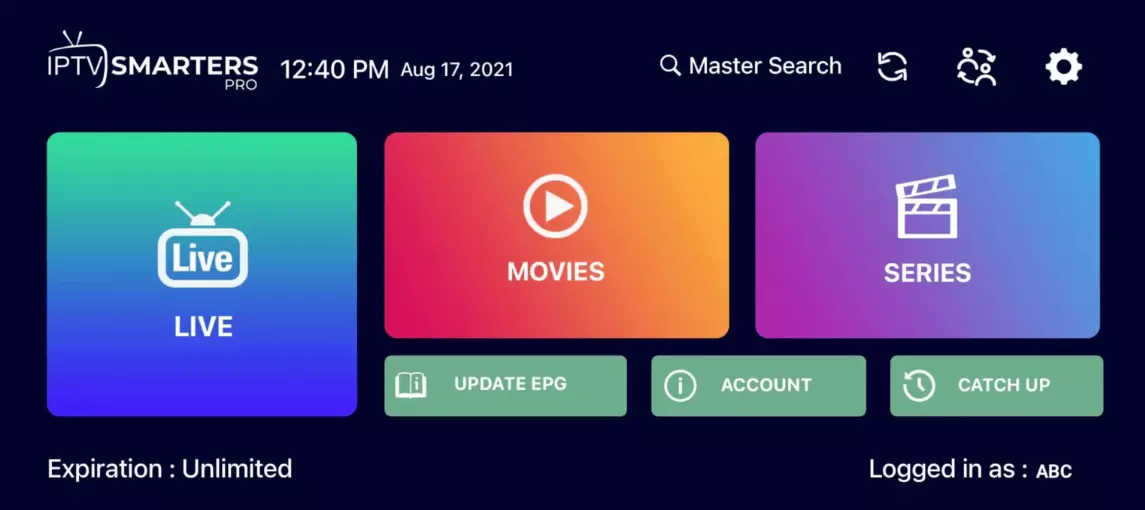 IPTV SMARTERS PRO
12:40 PM Aug 17, 2021
Master Search
Live
LIVE
MOVIES
SERIES
UPDATE EPG
ACCOUNT
CATCH UP
Expiration : Unlimited
Logged in as : ABC